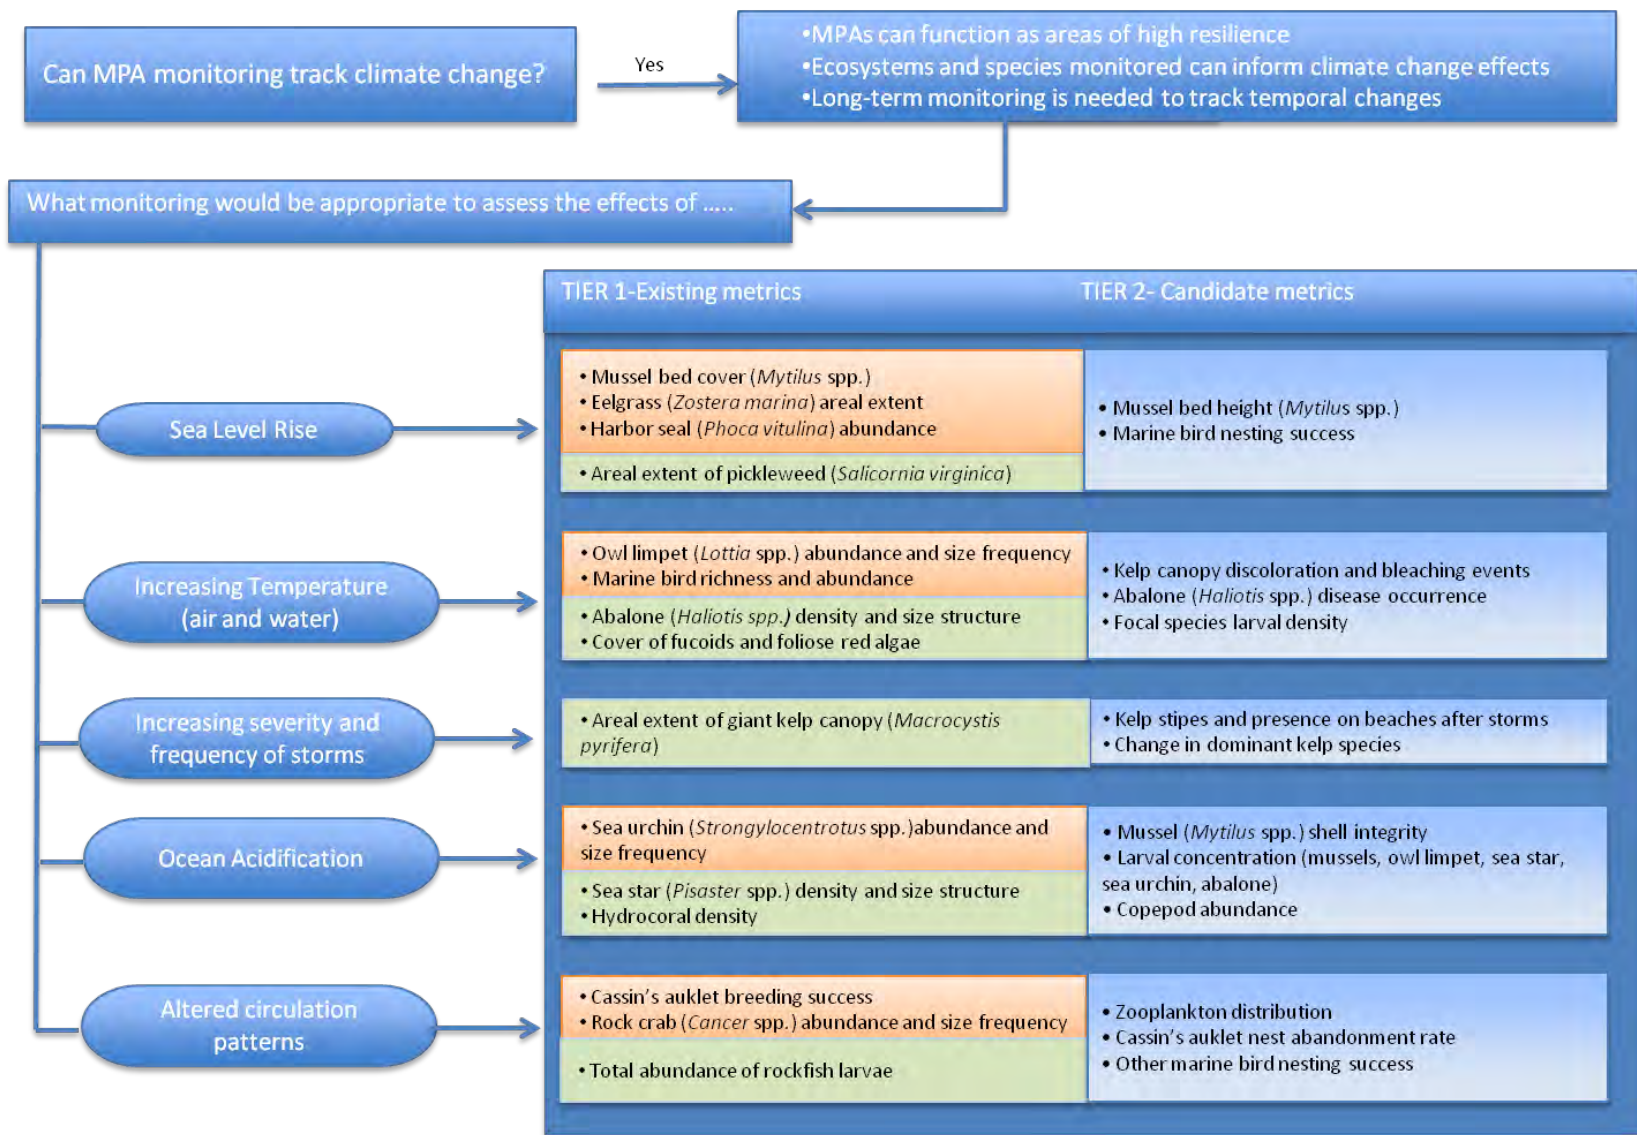 Can MPA monitoring track climate change?
Yes
•MPAs can function as areas of high resilience
•Ecosystems and species monitored can inform climate change effects
•Long-term monitoring is needed to track temporal changes
What monitoring would be appropriate to assess the effects of …..
TIER 1-Existing metrics
TIER 2- Candidate metrics
Sea Level Rise
• Mussel bed cover (Mytilus spp.)
• Eelgrass (Zostera marina) areal extent
• Harbor seal (Phoca vitulina) abundance
• Areal extent of pickleweed (Salicornia virginica)
• Mussel bed height (Mytilus spp.)
• Marine bird nesting success
Increasing Temperature
(air and water)
• Owl limpet (Lottia spp.) abundance and size frequency
• Marine bird richness and abundance
• Abalone (Haliotis spp.) density and size structure
• Cover of fucoids and foliose red algae
• Kelp canopy discoloration and bleaching events
• Abalone (Haliotis spp.) disease occurrence
• Focal species larval density
Increasing severity and
frequency of storms
• Areal extent of giant kelp canopy (Macrocystis
pyrifera)
• Kelp stipes and presence on beaches after storms
• Change in dominant kelp species
Ocean Acidification
• Sea urchin (Strongylocentrotus spp.)abundance and
size frequency
• Sea star (Pisaster spp.) density and size structure
• Hydrocoral density
• Mussel (Mytilus spp.) shell integrity
• Larval concentration (mussels, owl limpet, sea star,
sea urchin, abalone)
• Copepod abundance
Altered circulation
patterns
• Cassin's auklet breeding success
• Rock crab (Cancer spp.) abundance and size frequency
• Total abundance of rockfish larvae
• Zooplankton distribution
• Cassin's auklet nest abandonment rate
• Other marine bird nesting success